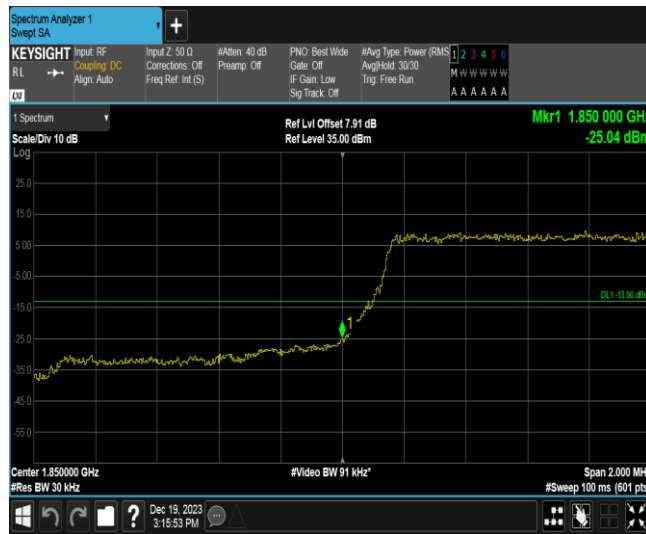 Spectrum Analyzer 1
Swept SA
KEYSIGHT
RL
LXI
Input: RF
Coupling: DC
Align: Auto
Input Z: 50 Ω
Corrections: Off
Freq Ref: Int (S)
#Atten: 40 dB
Preamp: Off
PNO: Best Wide
Gate: Off
IF Gain: Low
Sig Track: Off
#Avg Type: Power (RMS
Avg|Hold: 30/30
Trig: Free Run
1 2 3 4 5 6
M W W W W W
A A A A A A
1 Spectrum
Scale/Div 10 dB
Log
Ref Lvl Offset 7.91 dB
Ref Level 35.00 dBm
Mkr1 1.850 000 GHz
-25.04 dBm
25.0
15.0
5.00
-5.00
-15.0
-25.0
-35.0
-45.0
-55.0
DL1 -13.00 dBm
1
Center 1.850000 GHz
#Res BW 30 kHz
#Video BW 91 kHz*
Span 2.000 MH
#Sweep 100 ms (601 pts
?
Dec 19, 2023
3:15:53 PM